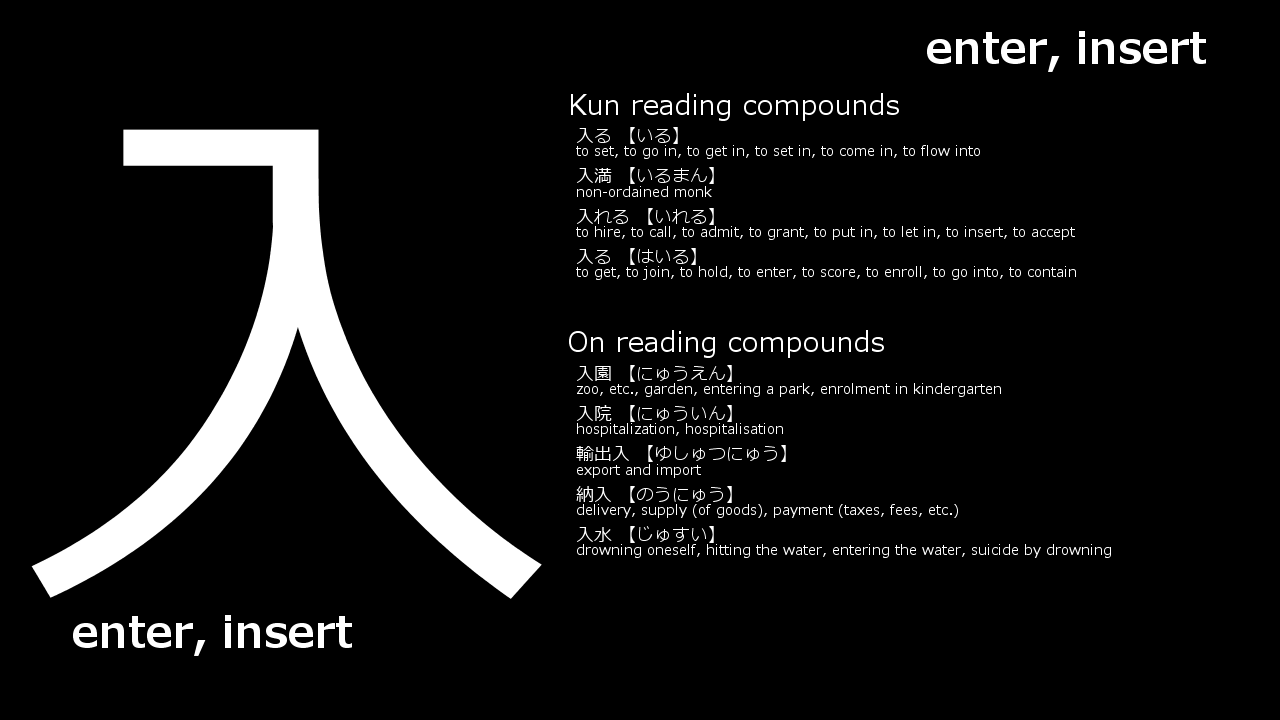 enter, insert
入
enter, insert
Kun reading compounds
入る 【いる】
to set, to go in, to get in, to set in, to come in, to flow into
入満 【いるまん】
non-ordained monk
入れる 【いれる】
to hire, to call, to admit, to grant, to put in, to let in, to insert, to accept
入る 【はいる】
to get, to join, to hold, to enter, to score, to enroll, to go into, to contain
On reading compounds
入園 【にゅうえん】
zoo, etc., garden, entering a park, enrolment in kindergarten
入院 【にゅういん】
hospitalization, hospitalisation
輸出入 【ゆしゅつにゅう】
export and import
納入 【のうにゅう】
delivery, supply (of goods), payment (taxes, fees, etc.)
入水 【じゅすい】
drowning oneself, hitting the water, entering the water, suicide by drowning